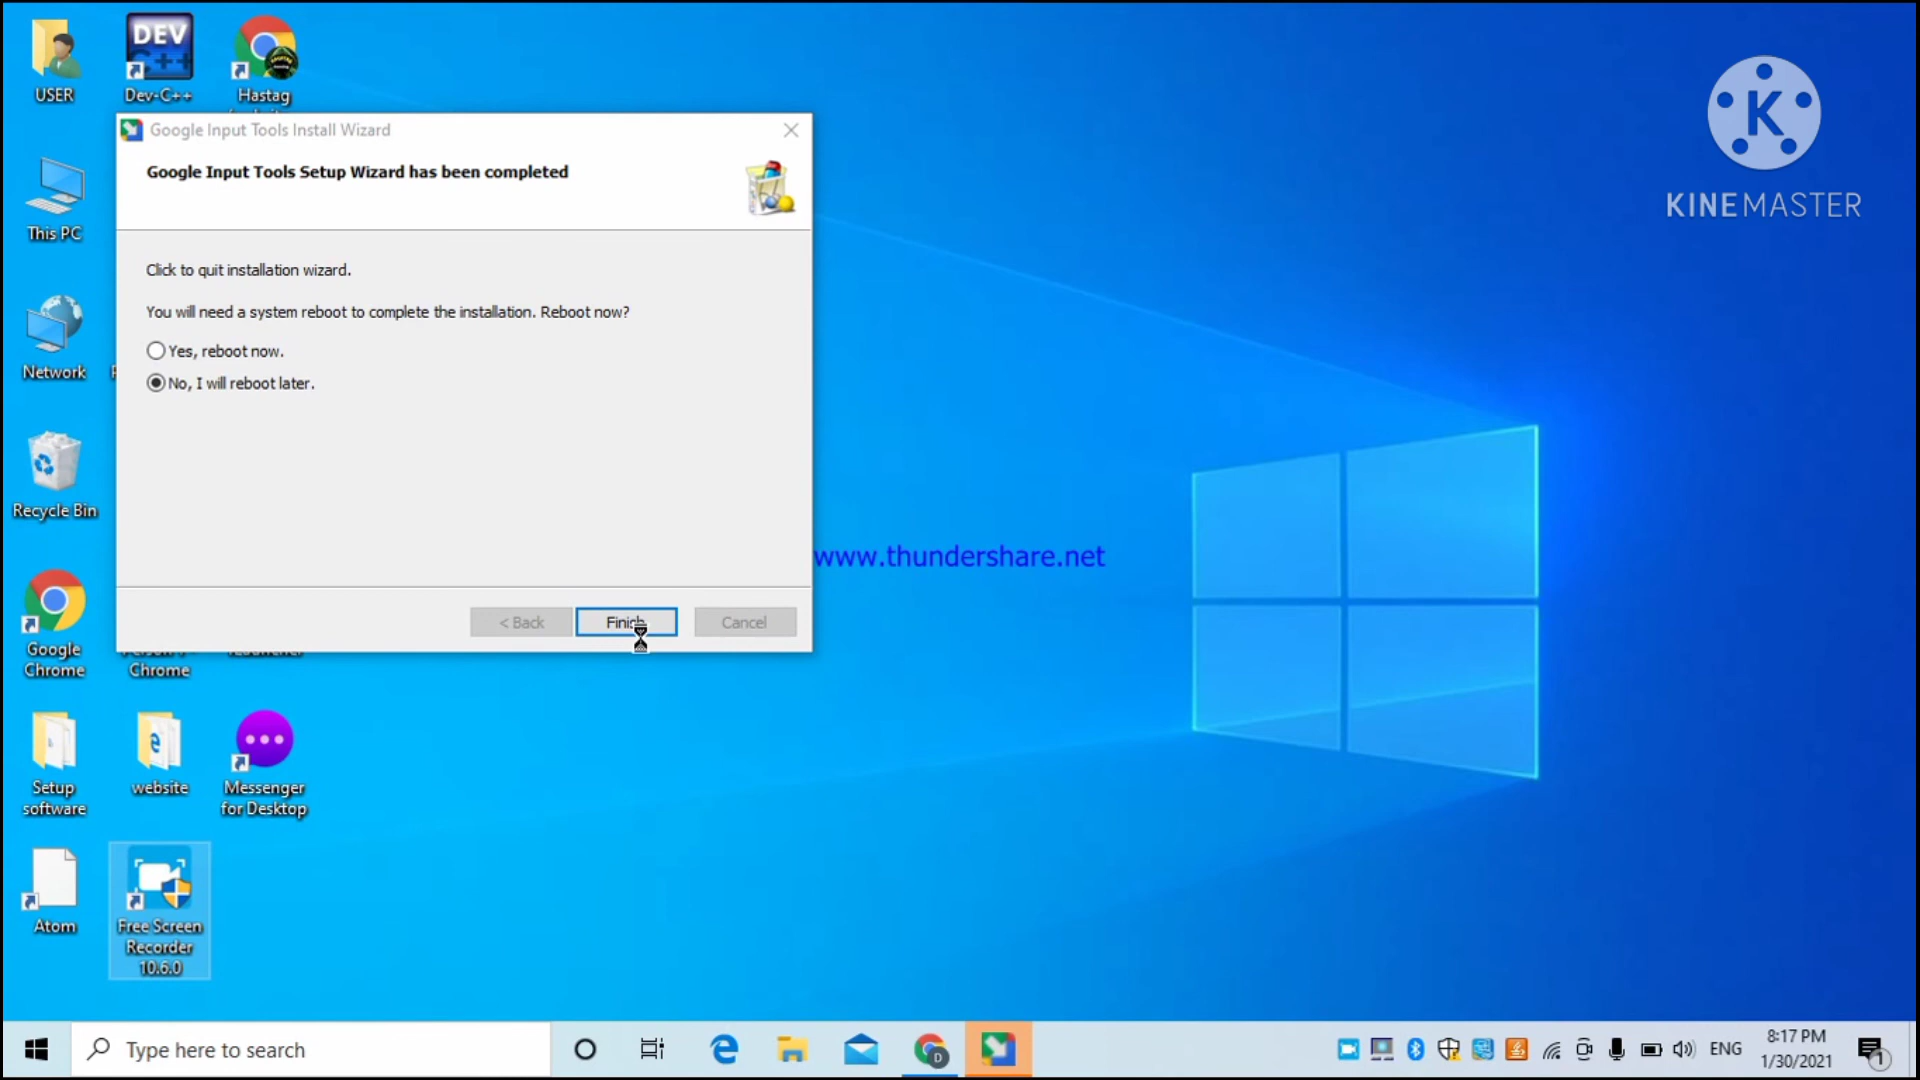 USER
Dev-C++
Hastag
Google Input Tools Install Wizard
Google Input Tools Setup Wizard has been completed
Click to quit installation wizard.
You will need a system reboot to complete the installation. Reboot now?
Yes, reboot now.
No, I will reboot later.
< Back
Finish
Cancel
K
KINEMASTER
www.thundershare.net
This PC
Network
Recycle Bin
Google
Chrome
Chrome
Setup
software
website
Messenger
for Desktop
Atom
Free Screen
Recorder
10.6.0
Type here to search
D
ENG
8:17 PM
1/30/2021
1